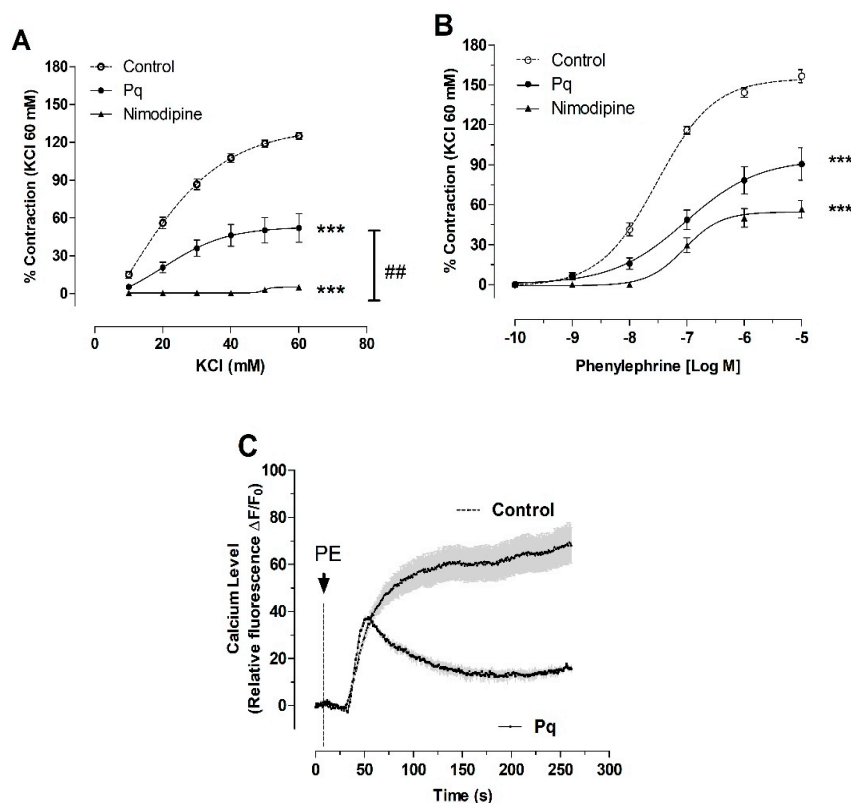 A
Control
Pq
Nimodipine
% Contraction (KCl 60 mM)
180
150
120
90
60
30
0
***
***
##
0
20
40
60
80
KCl (mM)
B
Control
Pq
Nimodipine
% Contraction (KCl 60 mM)
180
150
120
90
60
30
0
***
***
-10
-9
-8
-7
-6
-5
Phenylephrine [Log M]
C
Calcium Level
(Relative fluorescence ΔF/F0)
100
80
60
40
20
0
PE
Control
Pq
0
50
100
150
200
250
300
Time (s)